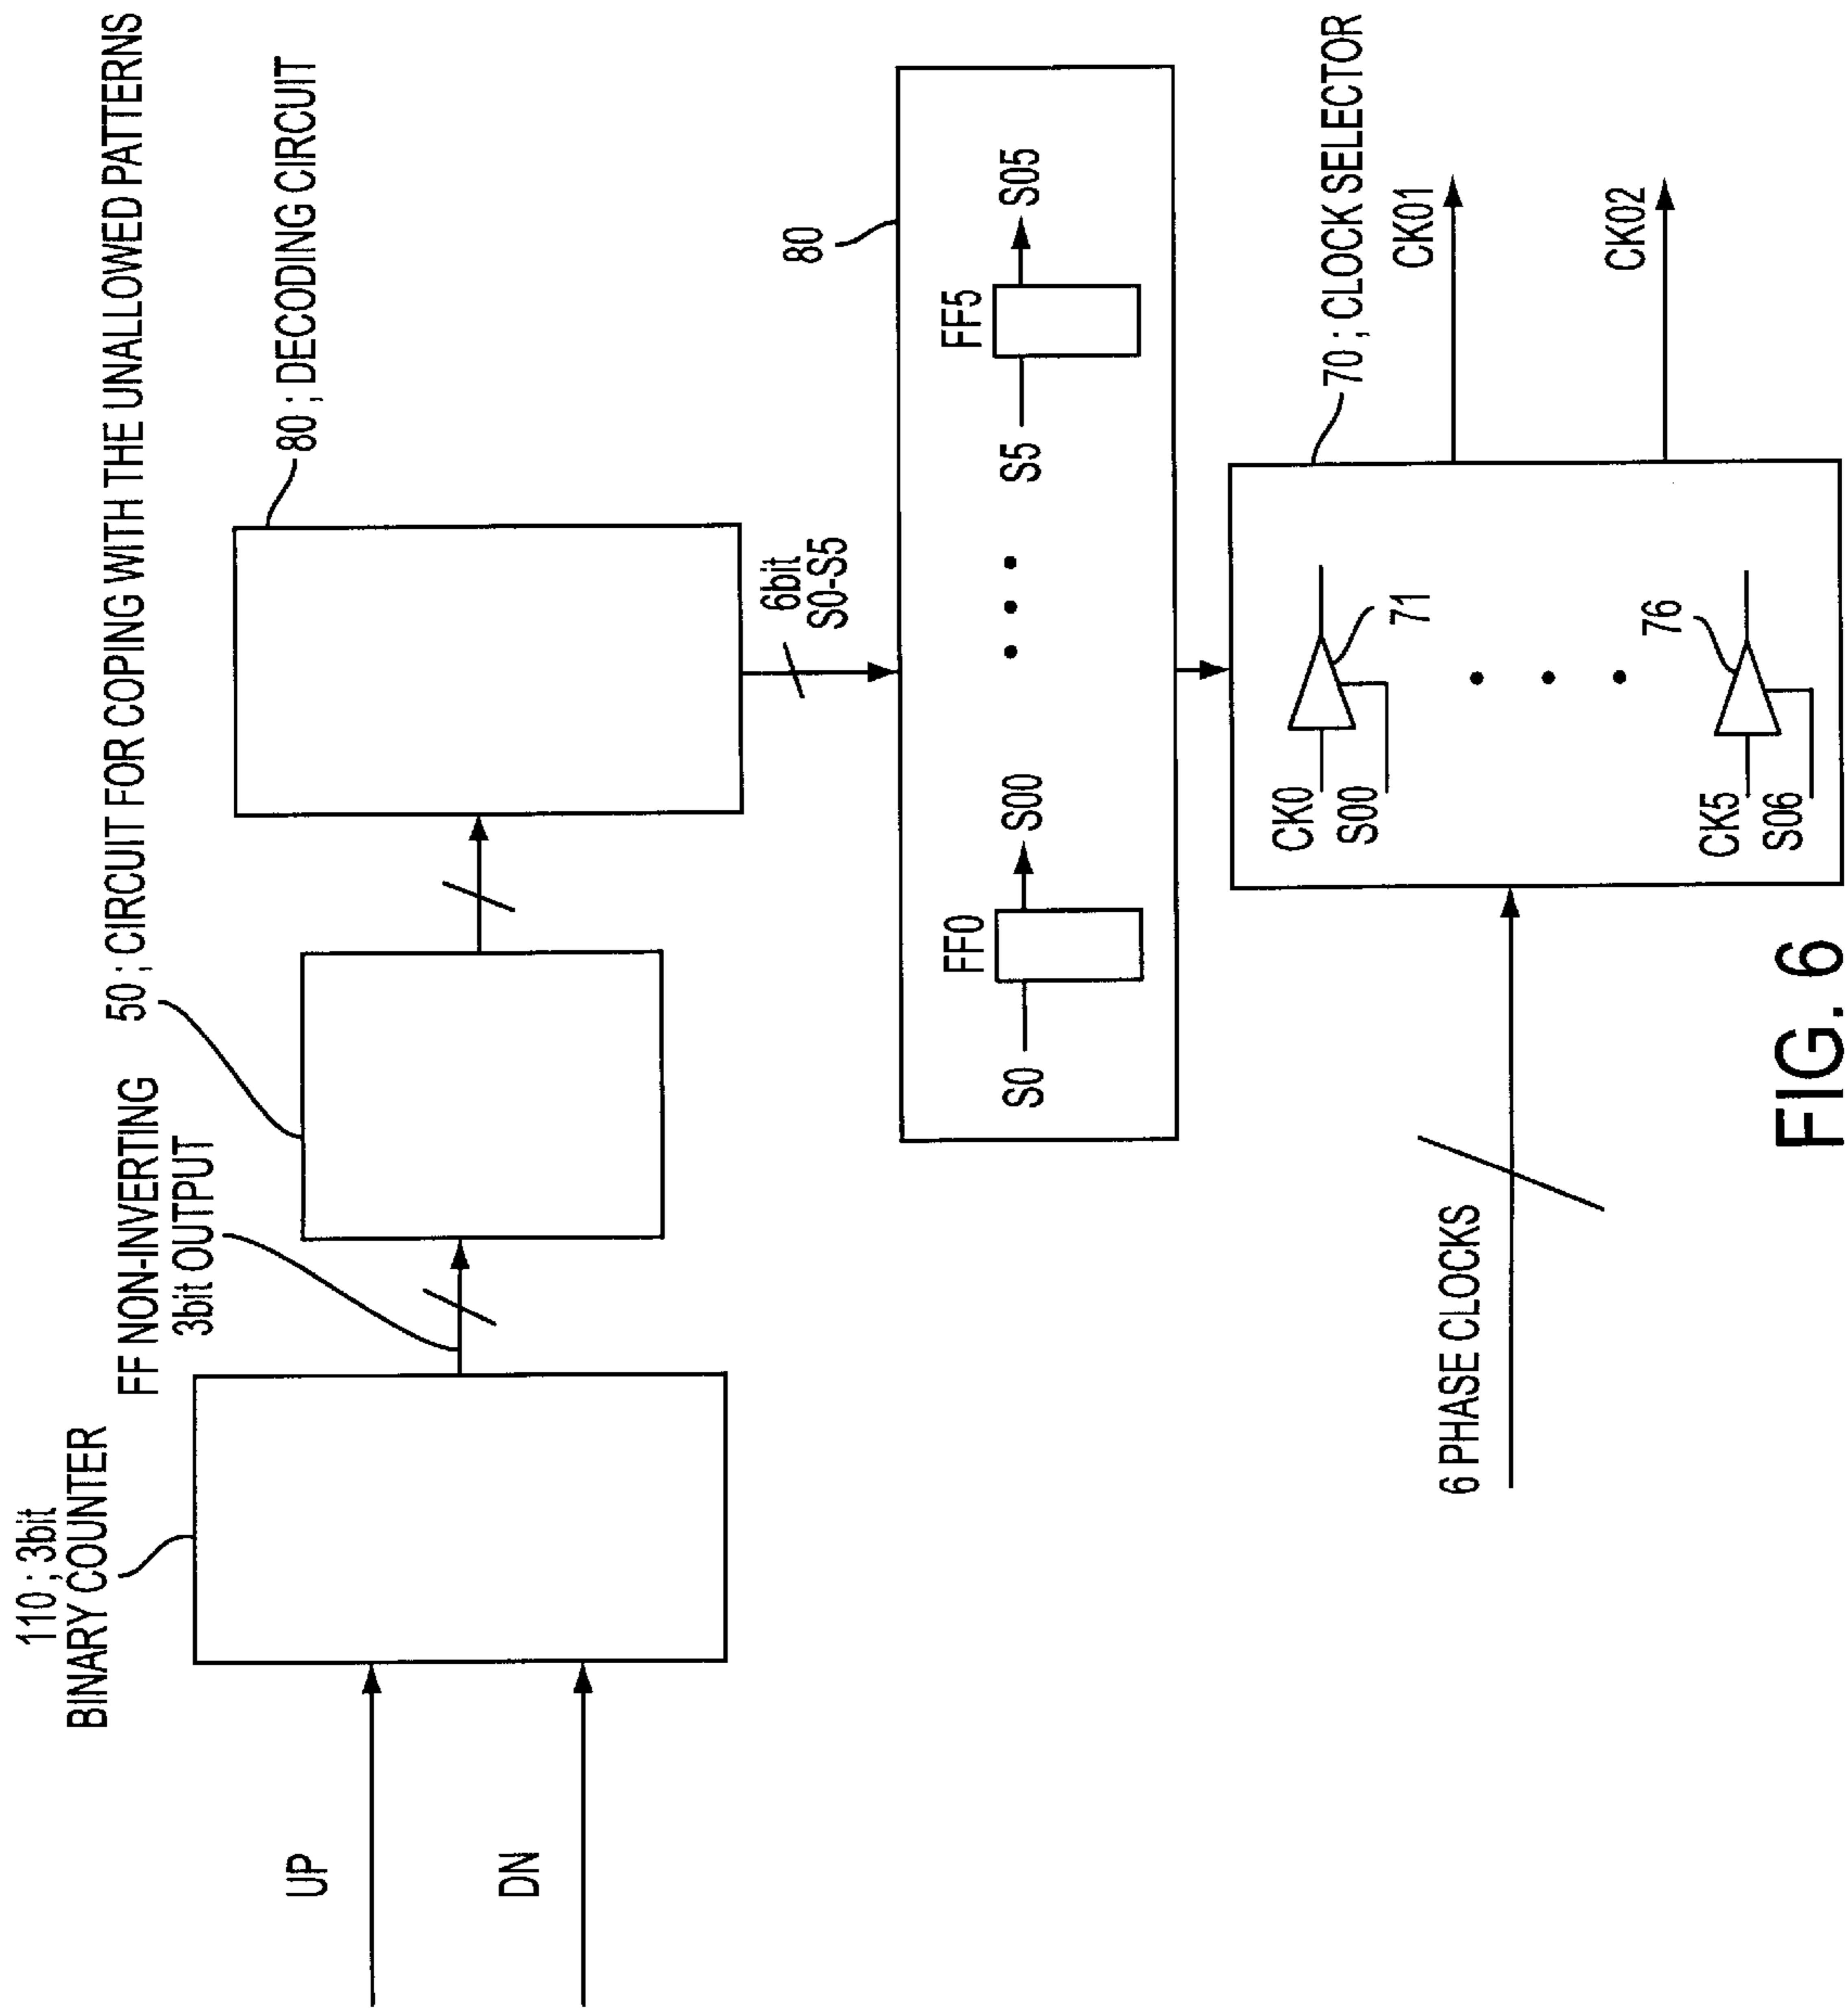 110 ; 3bit
BINARY COUNTER
FF NON-INVERTING
3bit OUTPUT
50 ; CIRCUIT FOR COPING WITH THE UNALLOWED PATTERNS
80 ; DECODING CIRCUIT
UP
DN
6bit
S0-S5
80
FF0
S0
S00
FF5
S5
S05
70 ; CLOCK SELECTOR
6 PHASE CLOCKS
CK0
S00
71
CK5
S06
76
CK01
CK02
FIG. 6